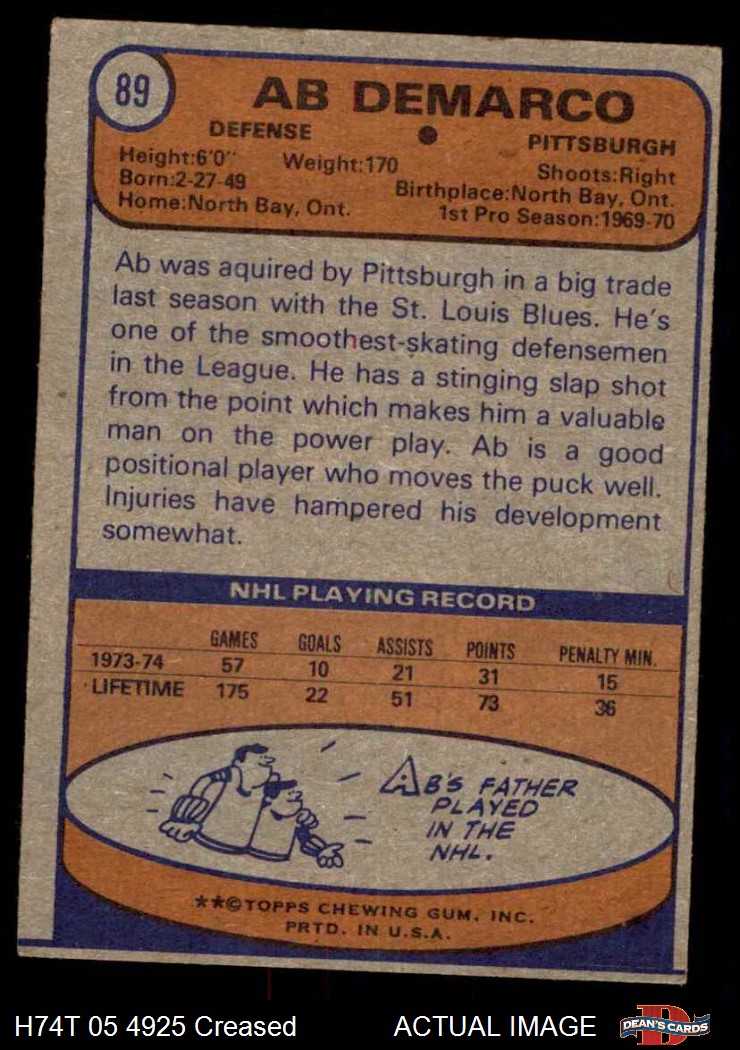 89
AB DEMARCO
DEFENSE • PITTSBURGH
Height:6'0" Weight:170 Shoots:Right
Born:2-27-49 Birthplace:North Bay, Ont.
Home:North Bay, Ont. 1st Pro Season:1969-70
Ab was aquired by Pittsburgh in a big trade
last season with the St. Louis Blues. He's
one of the smoothest-skating defensemen
in the League. He has a stinging slap shot
from the point which makes him a valuable
man on the power play. Ab is a good
positional player who moves the puck well.
Injuries have hampered his development
somewhat.
NHL PLAYING RECORD
GAMES GOALS ASSISTS POINTS PENALTY MIN.
1973-74 57 10 21 31 15
LIFETIME 175 22 51 73 36
AB'S FATHER
PLAYED
IN THE
NHL.
**©TOPPS CHEWING GUM, INC.
PRTD. IN U.S.A.
H74T 05 4925 Creased ACTUAL IMAGE
D
DEAN'S CARDS